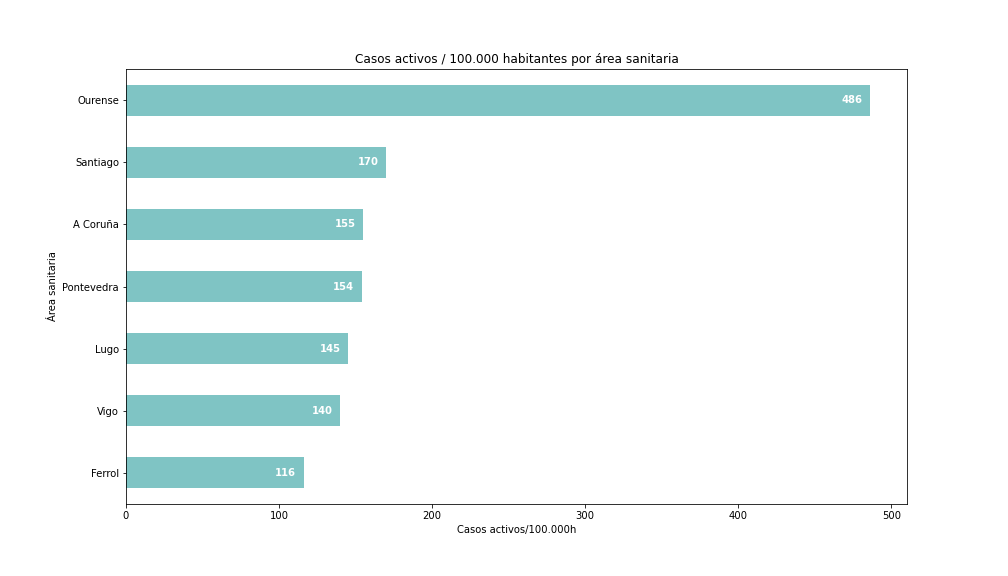 Casos activos / 100.000 habitantes por área sanitaria
Ourense
486
Santiago
170
A Coruña
155
Pontevedra
154
Lugo
145
Vigo
140
Ferrol
116
Área sanitaria
0 100 200 300 400 500
Casos activos/100.000h